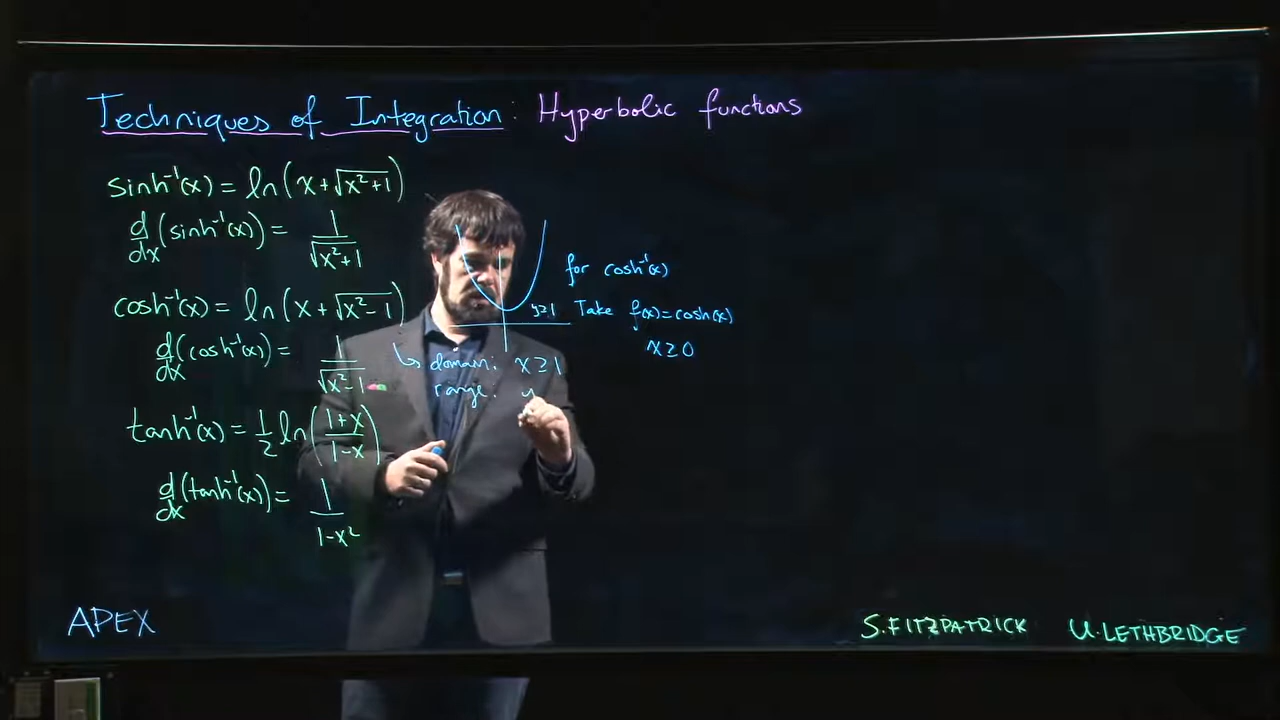 Techniques of Integration: Hyperbolic functions
sinh⁻¹(x) = ln(x+√(x²+1))
d/dx(sinh⁻¹(x)) = 1/√(x²+1)
cosh⁻¹(x) = ln(x+√(x²-1))
d/dx(cosh⁻¹(x)) = 1/√(x²-1)
tanh⁻¹(x) = 1/2 ln((1+x)/(1-x))
d/dx(tanh⁻¹(x)) = 1/(1-x²)
for cosh⁻¹(x)
y≥1 Take f(x)=cosh(x)
x≥0
↳ domain: x≥1
range: y
APEX
S.FITZPATRICK U.LETHBRIDGE